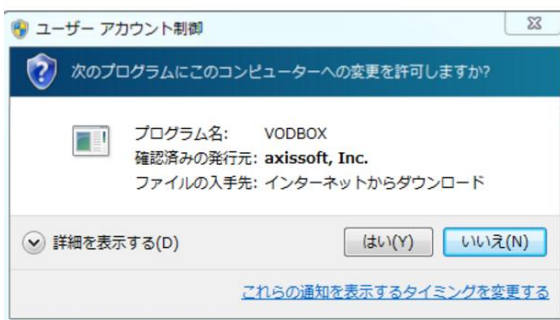 ユーザー アカウント制御
次のプログラムにこのコンピューターへの変更を許可しますか?
プログラム名: VODBOX
確認済みの発行元: axissoft, Inc.
ファイルの入手先: インターネットからダウンロード
詳細を表示する(D)
はい(Y)
いいえ(N)
これらの通知を表示するタイミングを変更する